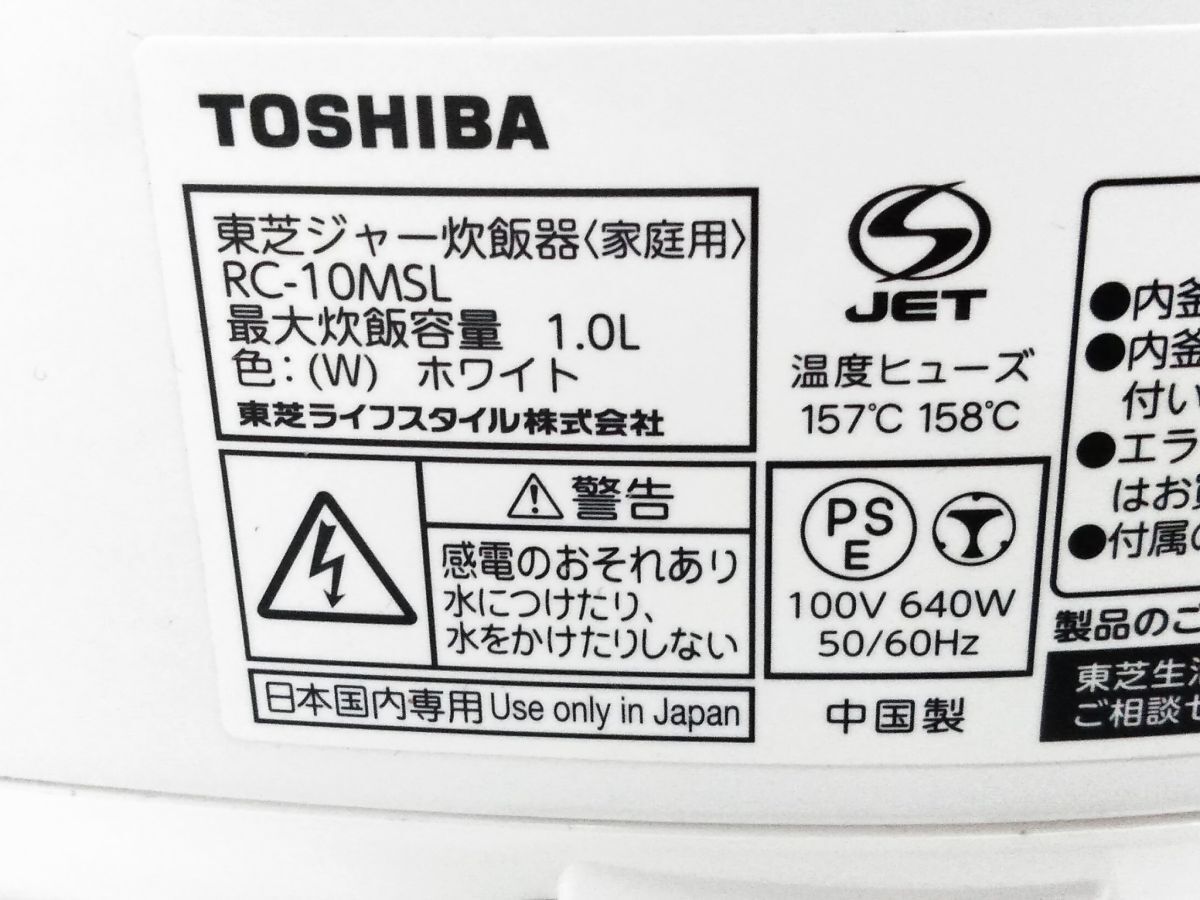 TOSHIBA
東芝ジャー炊飯器〈家庭用〉
RC-10MSL
最大炊飯容量 1.0L
色:(W) ホワイト
東芝ライフスタイル株式会社
警告
感電のおそれあり
水につけたり、
水をかけたりしない
日本国内専用 Use only in Japan
S
JET
温度ヒューズ
157℃ 158℃
PS
E
100V 640W
50/60Hz
中国製
●内釜
●内釜
付い
●エラ
はお
●付属の
製品のご
東芝生活
ご相談セ